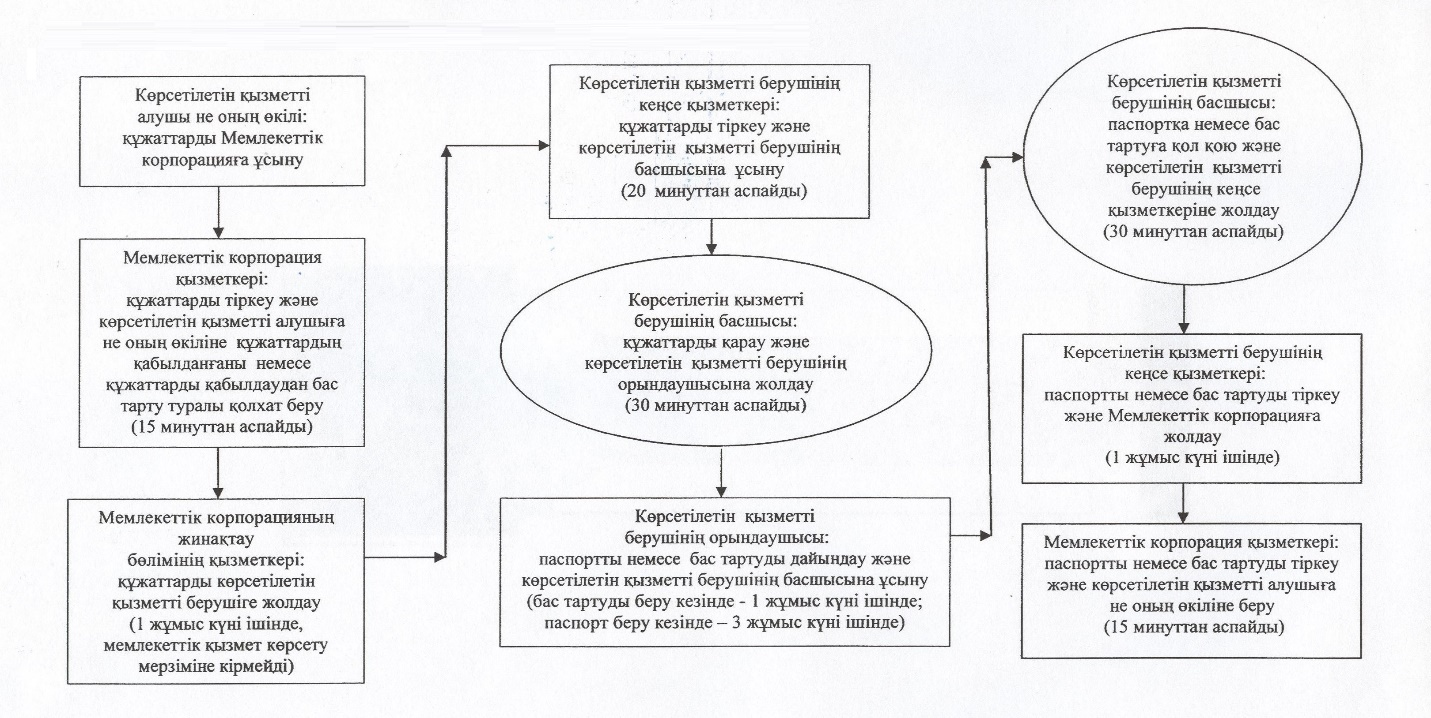 Көрсетілетін қызметті
алушы не оның өкілі:
құжаттарды Мемлекеттік
корпорацияға ұсыну
Мемлекеттік корпорация
қызметкері:
құжаттарды тіркеу және
көрсетілетін қызметті алушыға
не оның өкіліне құжаттардың
қабылданғаны немесе
құжаттарды қабылдаудан бас
тарту туралы қолхат беру
(15 минуттан аспайды)
Мемлекеттік корпорацияның
жинақтау
бөлімінің қызметкері:
құжаттарды көрсетілетін
қызметті берушіге жолдау
(1 жұмыс күні ішінде,
мемлекеттік қызмет көрсету
мерзіміне кірмейді)
Көрсетілетін қызметті берушінің
кеңсе қызметкері:
құжаттарды тіркеу және
көрсетілетін қызметті берушінің
басшысына ұсыну
(20 минуттан аспайды)
Көрсетілетін қызметті
берушінің басшысы:
құжаттарды қарау және
көрсетілетін қызметті берушінің
орындаушысына жолдау
(30 минуттан аспайды)
Көрсетілетін қызметті
берушінің орындаушысы:
паспортты немесе бас тартуды дайындау және
көрсетілетін қызметті берушінің басшысына ұсыну
(бас тартуды беру кезінде - 1 жұмыс күні ішінде;
паспорт беру кезінде – 3 жұмыс күні ішінде)
Көрсетілетін қызметті
берушінің басшысы:
паспортқа немесе бас
тартуға қол қою және
көрсетілетін қызметті
берушінің кеңсе
қызметкеріне жолдау
(30 минуттан аспайды)
Көрсетілетін қызметті берушінің
кеңсе қызметкері:
паспортты немесе бас тартуды тіркеу
және Мемлекеттік корпорацияға
жолдау
(1 жұмыс күні ішінде)
Мемлекеттік корпорация қызметкері:
паспортты немесе бас тартуды тіркеу
және көрсетілетін қызметті алушыға
не оның өкіліне беру
(15 минуттан аспайды)